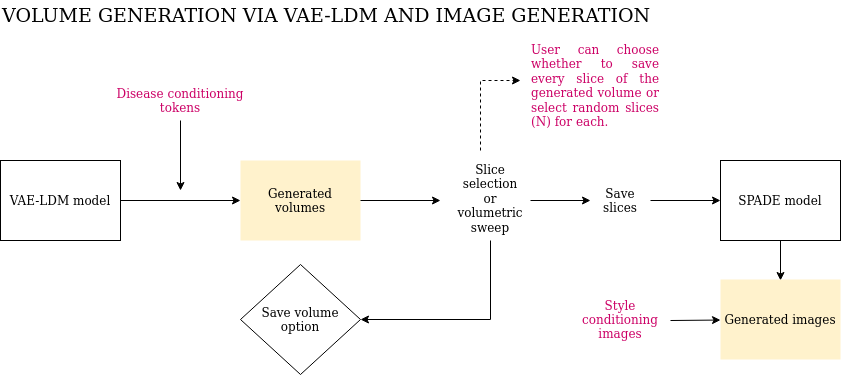 VOLUME GENERATION VIA VAE-LDM AND IMAGE GENERATION
User can choose
whether to save
every slice of the
generated volume or
select random slices
(N) for each.
Disease conditioning
tokens
VAE-LDM model
Generated
volumes
Slice
selection
or
volumetric
sweep
Save
slices
SPADE model
Save volume
option
Style
conditioning
images
Generated images